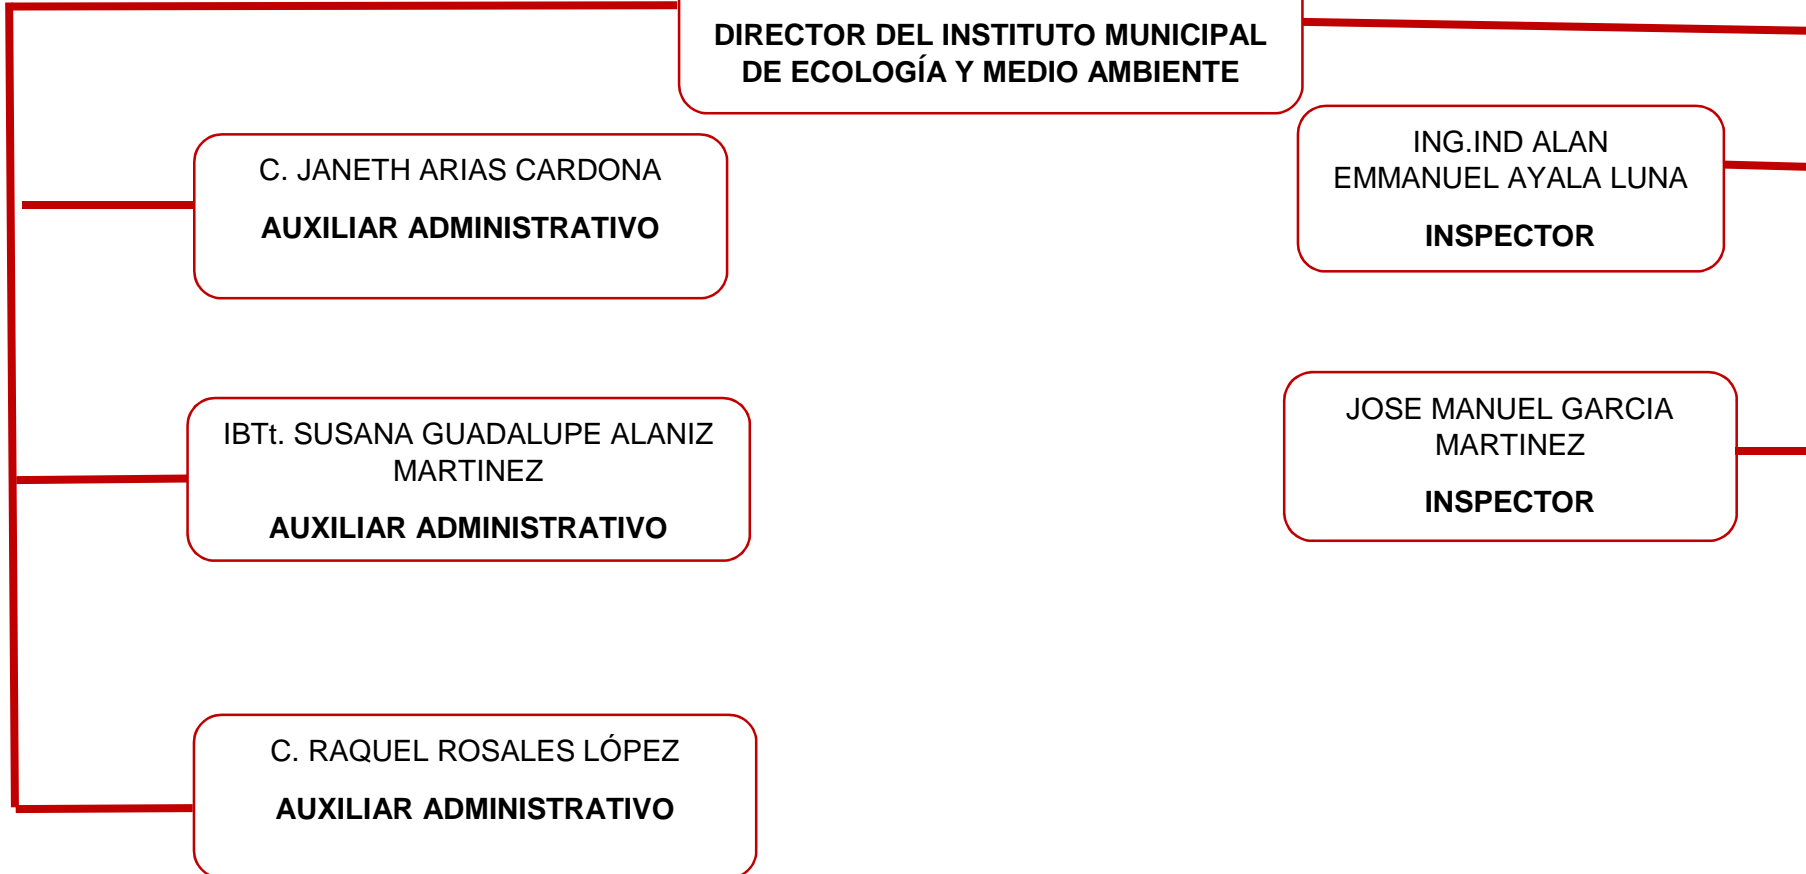 DIRECTOR DEL INSTITUTO MUNICIPAL
DE ECOLOGÍA Y MEDIO AMBIENTE
C. JANETH ARIAS CARDONA
AUXILIAR ADMINISTRATIVO
ING.IND ALAN
EMMANUEL AYALA LUNA
INSPECTOR
IBTt. SUSANA GUADALUPE ALANIZ
MARTINEZ
AUXILIAR ADMINISTRATIVO
JOSE MANUEL GARCIA
MARTINEZ
INSPECTOR
C. RAQUEL ROSALES LÓPEZ
AUXILIAR ADMINISTRATIVO